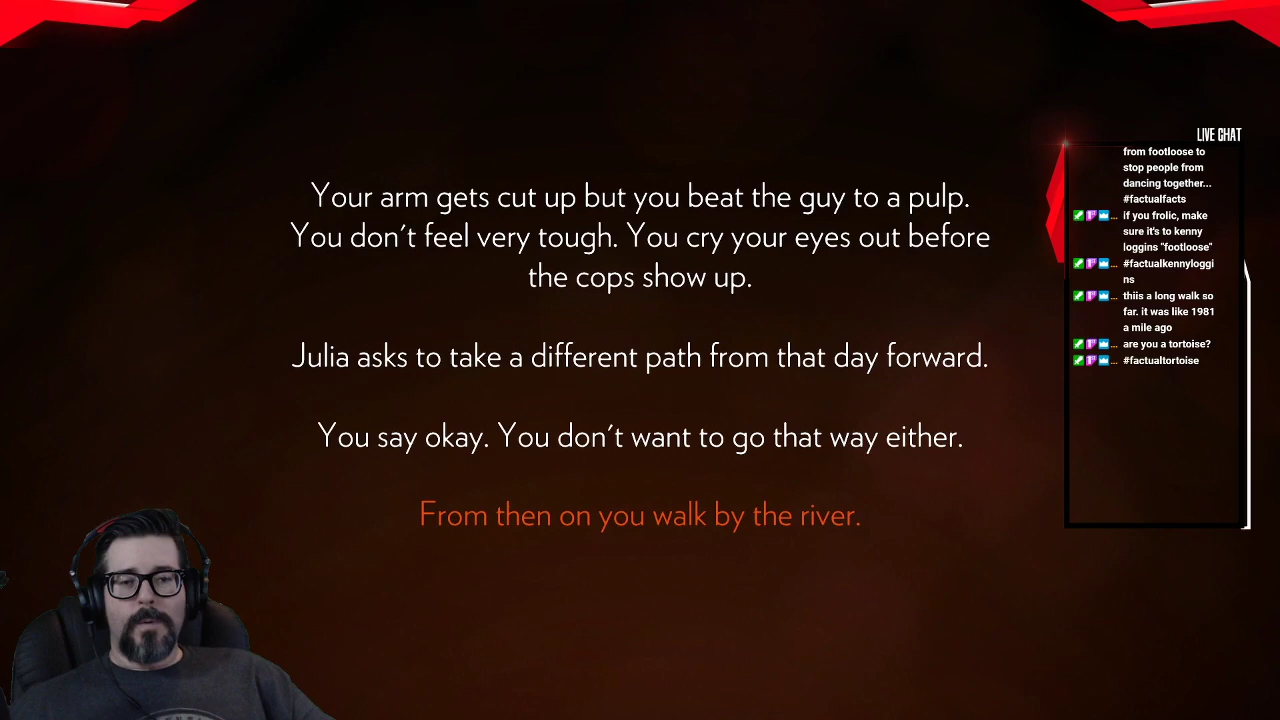 Your arm gets cut up but you beat the guy to a pulp.
You don't feel very tough. You cry your eyes out before
the cops show up.
Julia asks to take a different path from that day forward.
You say okay. You don't want to go that way either.
From then on you walk by the river.
LIVE CHAT
from footloose to
stop people from
dancing together...
#factualfacts
... if you frolic, make
sure it's to kenny
loggins "footloose"
... #factualkennyloggi
ns
... thiis a long walk so
far. it was like 1981
a mile ago
... are you a tortoise?
... #factualtortoise